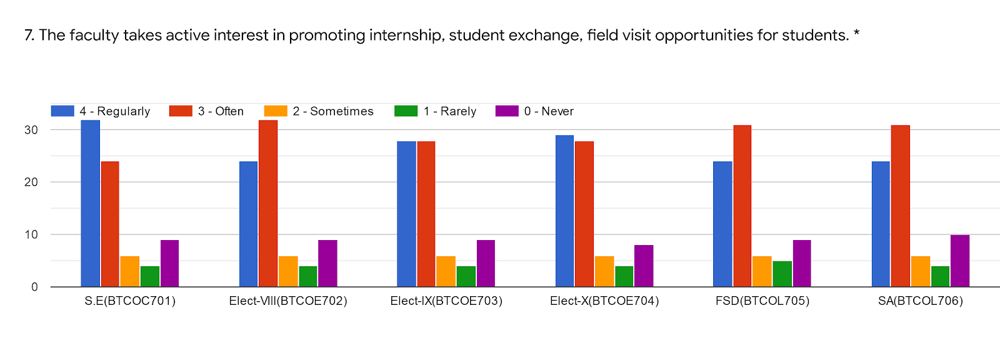 7. The faculty takes active interest in promoting internship, student exchange, field visit opportunities for students. *
4 - Regularly 3 - Often 2 - Sometimes 1 - Rarely 0 - Never
30
20
10
0
S.E(BTCOC701) Elect-VIII(BTCOE702) Elect-IX(BTCOE703) Elect-X(BTCOE704) FSD(BTCOL705) SA(BTCOL706)